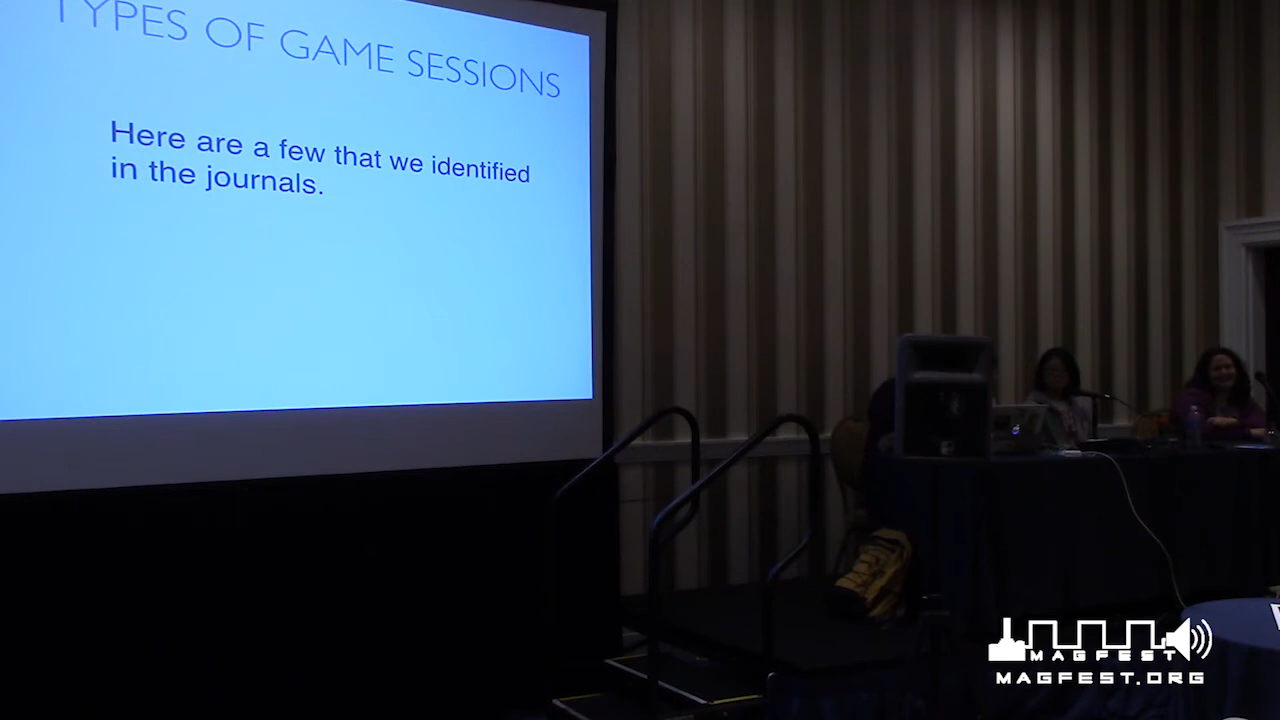 TYPES OF GAME SESSIONS
Here are a few that we identified
in the journals.
MAGFEST
MAGFEST.ORG